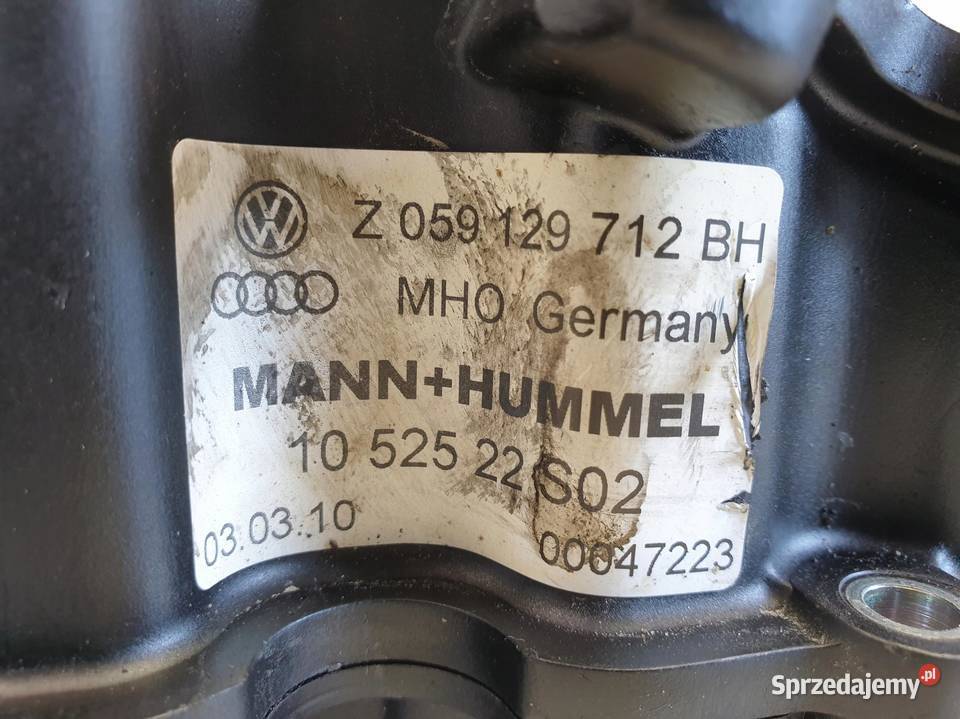 Z 059 129 712 BH
MHO Germany
MANN+HUMMEL
10 525 22 S02
03.03.10
00047223
Sprzedajemy.pl